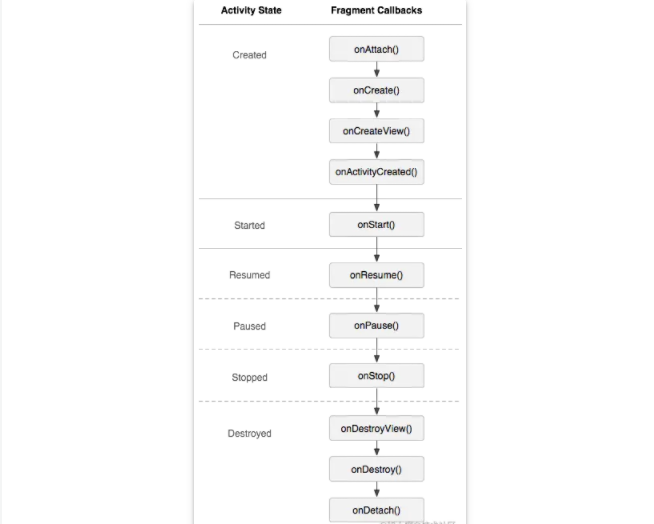 Activity State Fragment Callbacks
Created
onAttach()
onCreate()
onCreateView()
onActivityCreated()
Started onStart()
Resumed onResume()
Paused onPause()
Stopped onStop()
Destroyed
onDestroyView()
onDestroy()
onDetach()